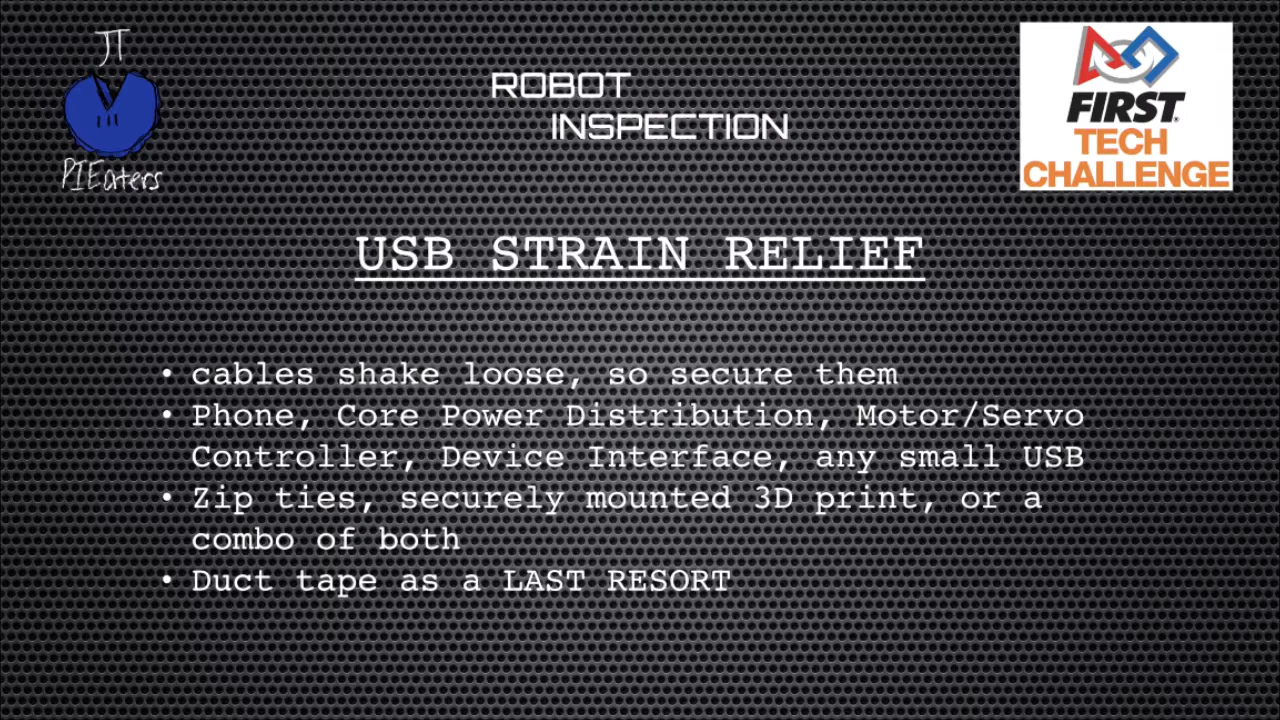 JT
PIEaters
ROBOT
INSPECTION
FIRST®
TECH
CHALLENGE
USB STRAIN RELIEF
• cables shake loose, so secure them
• Phone, Core Power Distribution, Motor/Servo
Controller, Device Interface, any small USB
• Zip ties, securely mounted 3D print, or a
combo of both
• Duct tape as a LAST RESORT